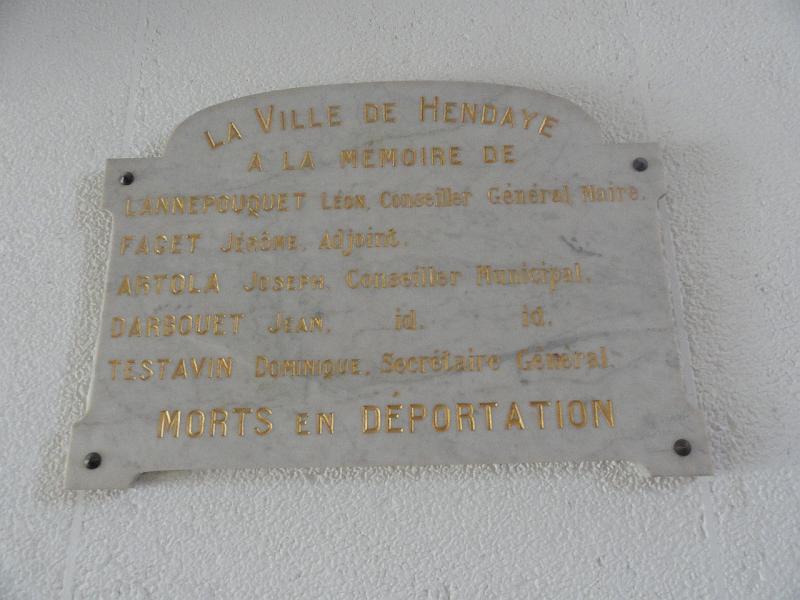 LA VILLE DE HENDAYE
A LA MÉMOIRE DE
LANNEPOUQUET LÉON, Conseiller Général, Maire.
FAGET JÉRÔME, Adjoint.
ARTOLA JOSEPH, Conseiller Municipal.
DARBOUET JEAN, id. id.
TESTAVIN DOMINIQUE, Secrétaire Général.
MORTS EN DÉPORTATION